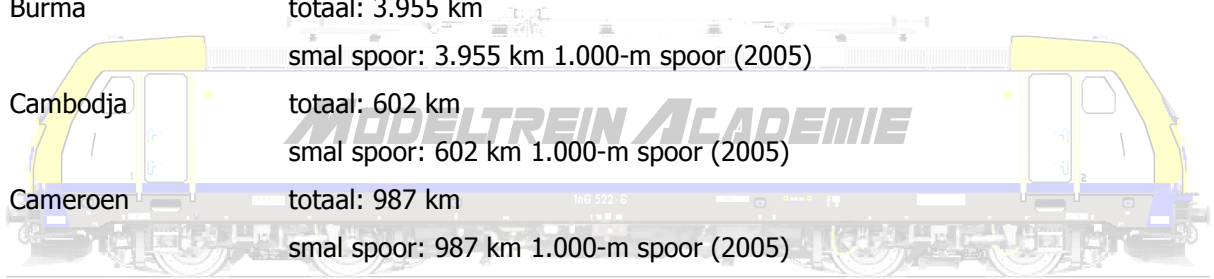 Burma totaal: 3.955 km
smal spoor: 3.955 km 1.000-m spoor (2005)
Cambodja totaal: 602 km
MODELTREIN ACADEMIE
smal spoor: 602 km 1.000-m spoor (2005)
Cameroen totaal: 987 km
smal spoor: 987 km 1.000-m spoor (2005)